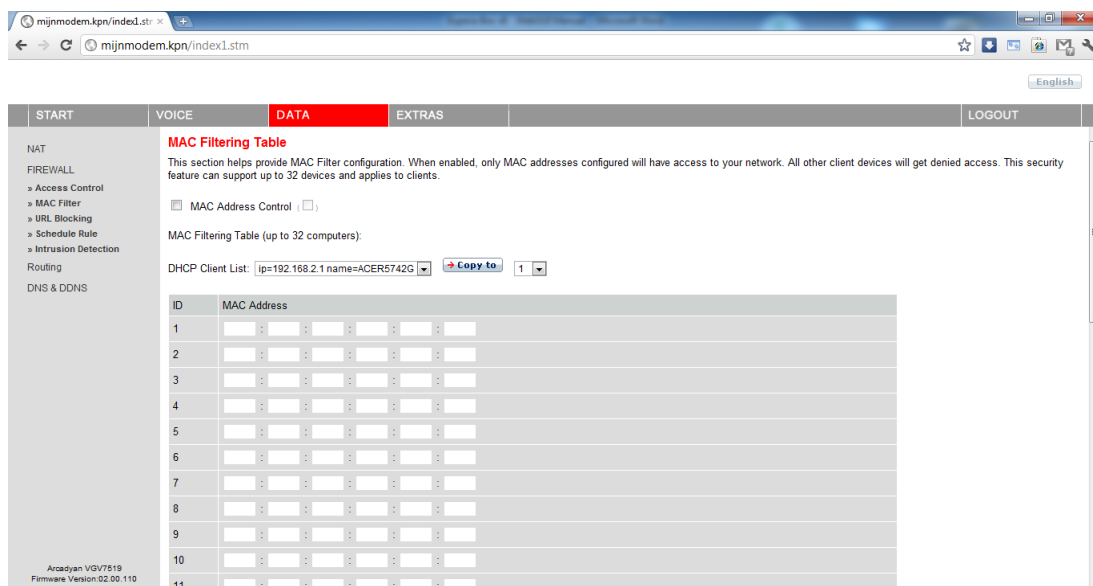 mijnmodem.kpn/index1.str
mijnmodem.kpn/index1.stm
English
START VOICE DATA EXTRAS LOGOUT
NAT
FIREWALL
» Access Control
» MAC Filter
» URL Blocking
» Schedule Rule
» Intrusion Detection
Routing
DNS & DDNS
Arcadyan VGV7519
Firmware Version:02.00.110
MAC Filtering Table
This section helps provide MAC Filter configuration. When enabled, only MAC addresses configured will have access to your network. All other client devices will get denied access. This security
feature can support up to 32 devices and applies to clients.
MAC Address Control ( )
MAC Filtering Table (up to 32 computers):
DHCP Client List: ip=192.168.2.1 name=ACER5742G Copy to 1
ID MAC Address
1 : : : : :
2 : : : : :
3 : : : : :
4 : : : : :
5 : : : : :
6 : : : : :
7 : : : : :
8 : : : : :
9 : : : : :
10 : : : : :
11 : : : : :